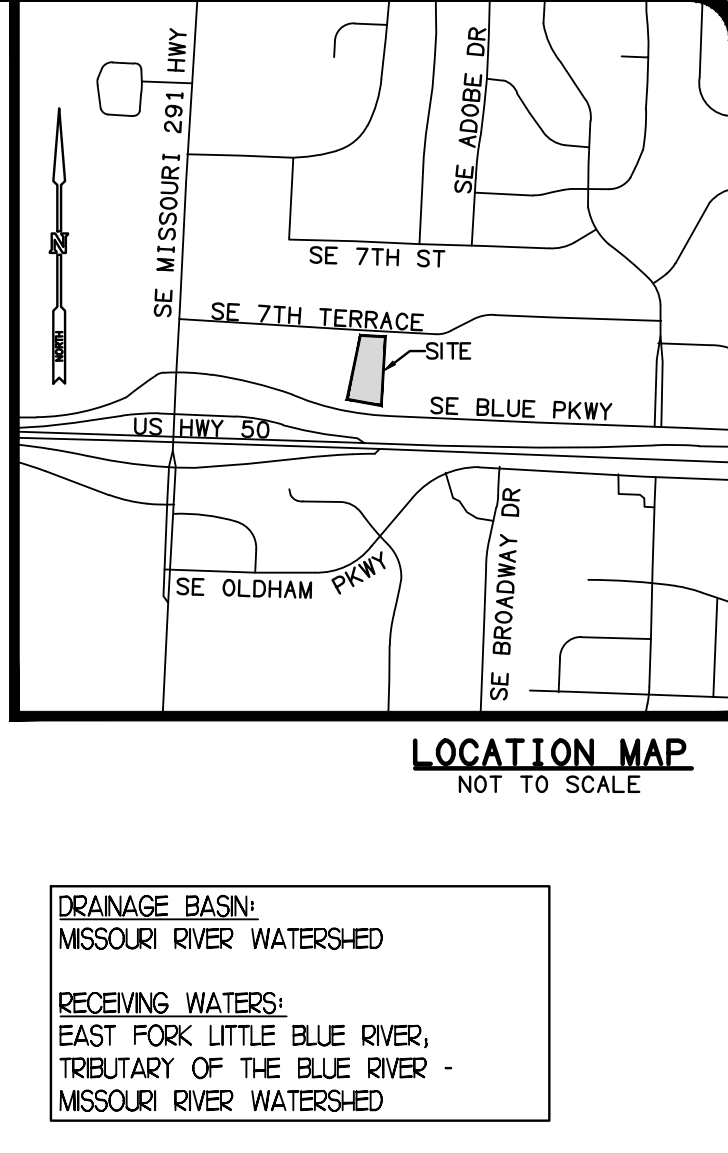 SE MISSOURI 291 HWY
SE ADOBE DR
N
NORTH
SE 7TH ST
SE 7TH TERRACE
SITE
SE BLUE PKWY
US HWY 50
SE OLDHAM PKWY
SE BROADWAY DR
LOCATION MAP
NOT TO SCALE
DRAINAGE BASIN:
MISSOURI RIVER WATERSHED
RECEIVING WATERS:
EAST FORK LITTLE BLUE RIVER,
TRIBUTARY OF THE BLUE RIVER -
MISSOURI RIVER WATERSHED